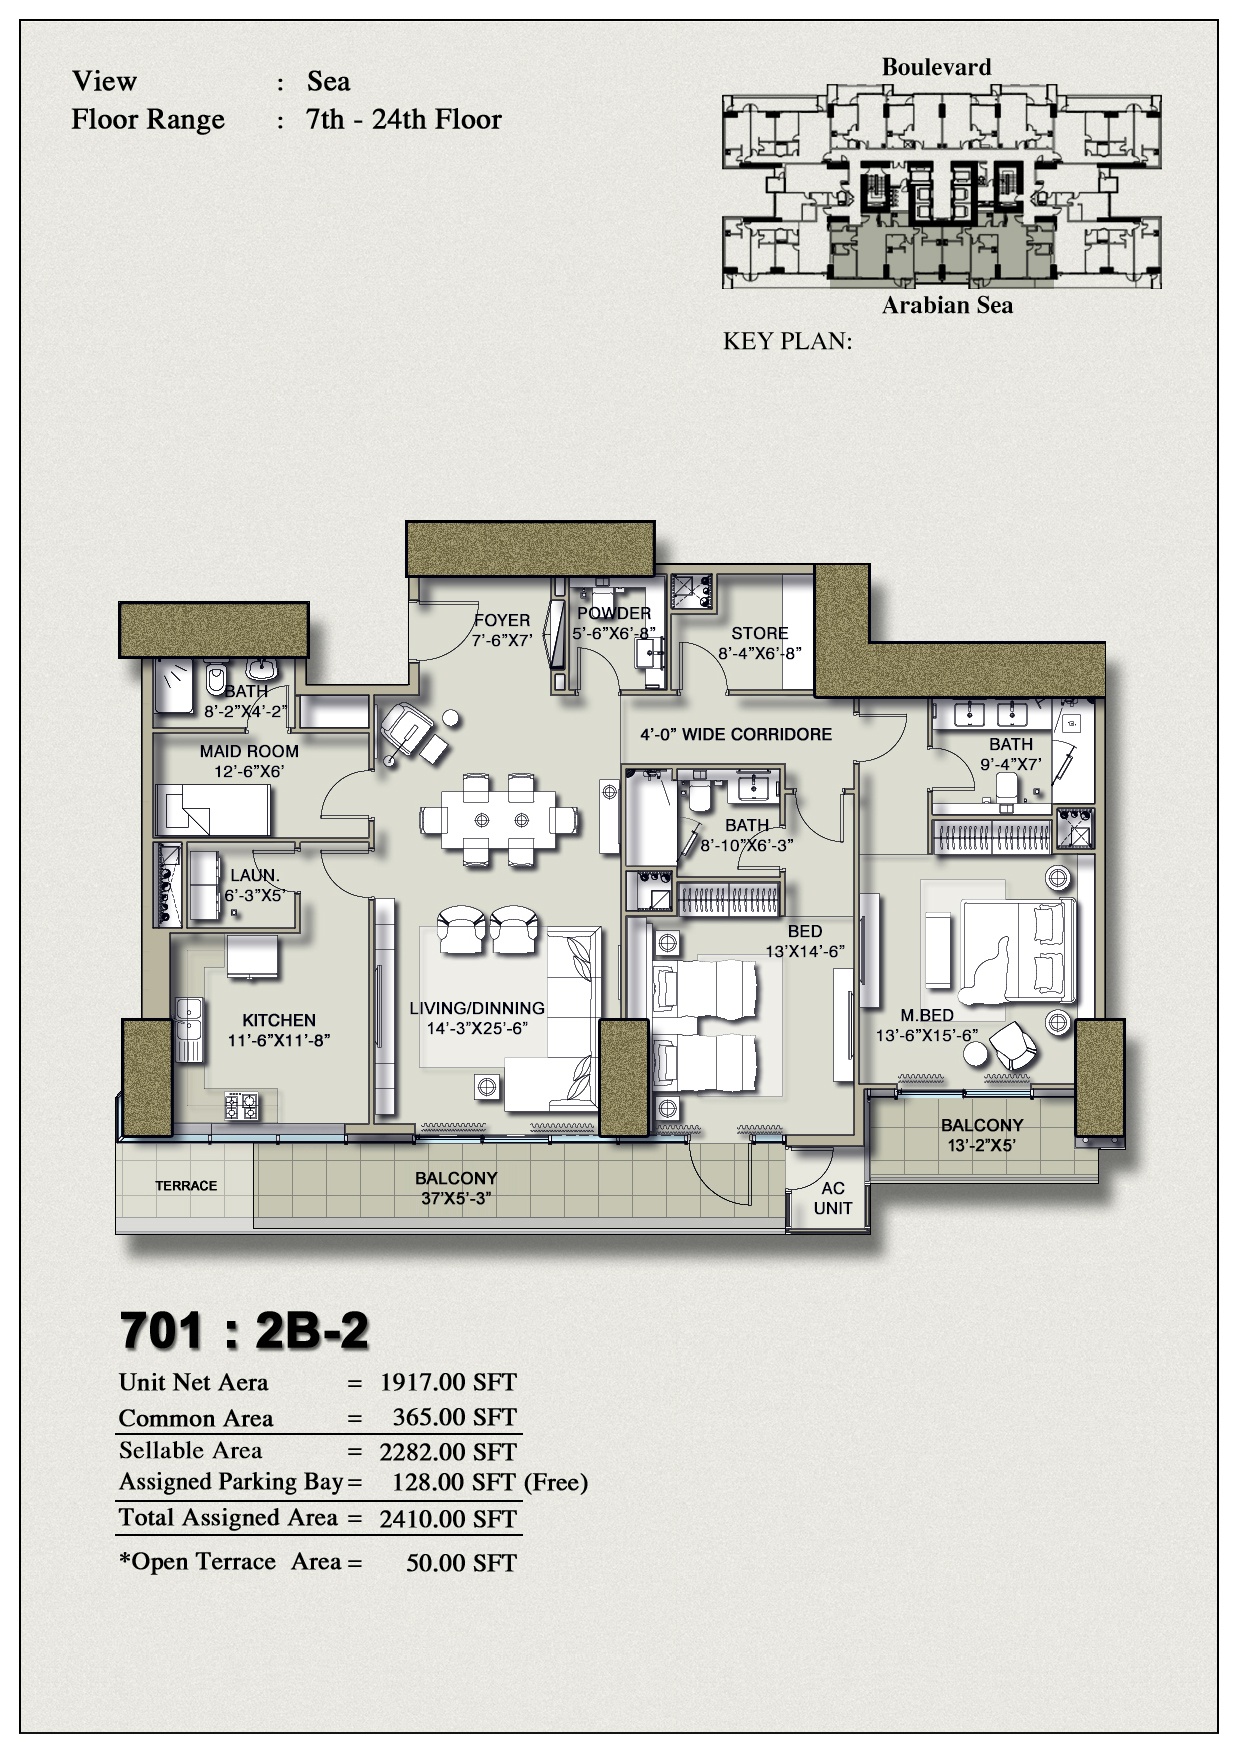 View : Sea
Floor Range : 7th - 24th Floor
Boulevard
Arabian Sea
KEY PLAN:
FOYER
7'-6"X7'
POWDER
5'-6"X6'-8"
STORE
8'-4"X6'-8"
BATH
8'-2"X4'-2"
MAID ROOM
12'-6"X6'
4'-0" WIDE CORRIDORE
BATH
9'-4"X7'
BATH
8'-10"X6'-3"
LAUN.
6'-3"X5'
BED
13'X14'-6"
LIVING/DINNING
14'-3"X25'-6"
KITCHEN
11'-6"X11'-8"
M.BED
13'-6"X15'-6"
BALCONY
13'-2"X5'
TERRACE
BALCONY
37'X5'-3"
AC
UNIT
701 : 2B-2
Unit Net Aera = 1917.00 SFT
Common Area = 365.00 SFT
Sellable Area = 2282.00 SFT
Assigned Parking Bay = 128.00 SFT (Free)
Total Assigned Area = 2410.00 SFT
*Open Terrace Area = 50.00 SFT